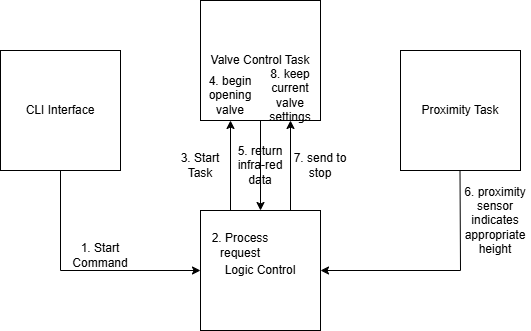 Valve Control Task
4. begin
opening
valve
8. keep
current
valve
settings
CLI Interface
Proximity Task
3. Start
Task
5. return
infra-red
data
7. send to
stop
6. proximity
sensor
indicates
appropriate
height
1. Start
Command
2. Process
request
Logic Control